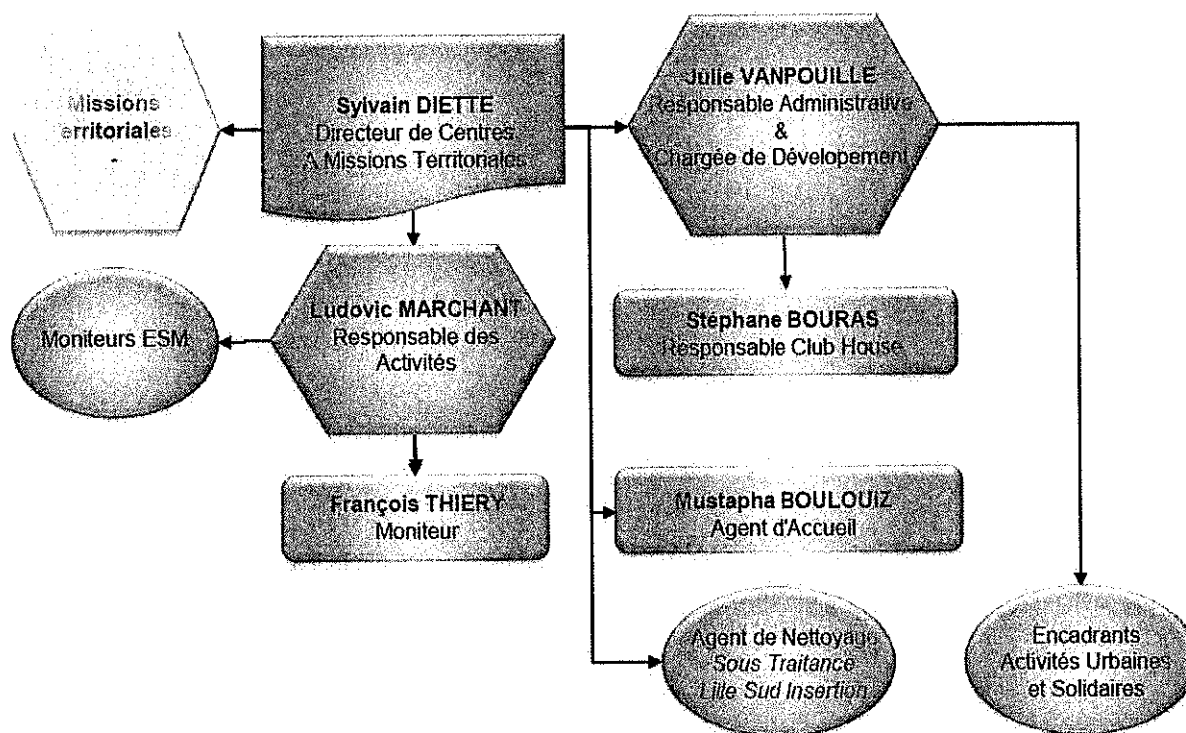 Missions
erritoriales
-
Sylvain DIETTE
Directeur de Centres
A Missions Territoriales
Julie VANPOUILLE
Responsable Administrative
&
Chargée de Dévelopement
Ludovic MARCHANT
Responsable des
Activités
Moniteurs ESM
Stéphane BOURAS
Responsable Club House
François THIERY
Moniteur
Mustapha BOULOUIZ
Agent d'Accueil
Agent de Nettoyage
Sous Traitance
Lille Sud Insertion
Encadrants
Activités Urbaines
et Solidaires